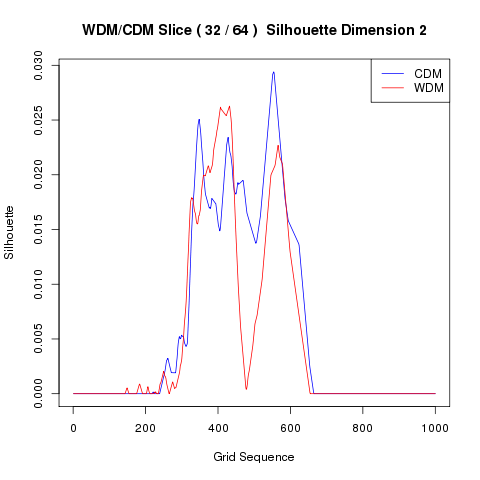 WDM/CDM Slice ( 32 / 64 )  Silhouette Dimension 2
CDM
WDM
Silhouette
0.030
0.025
0.020
0.015
0.010
0.005
0.000
0 200 400 600 800 1000
Grid Sequence